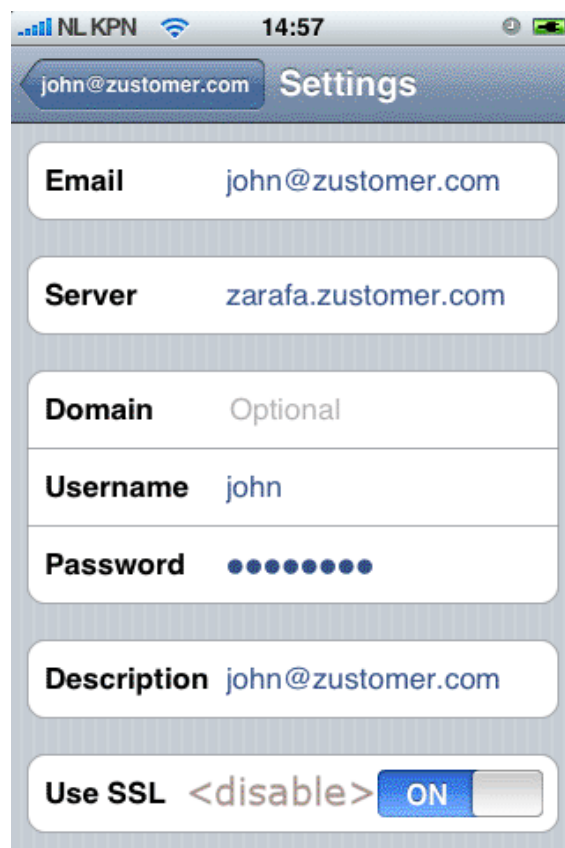 NL KPN 14:57
john@zustomer.com Settings
Email john@zustomer.com
Server zarafa.zustomer.com
Domain Optional
Username john
Password ●●●●●●●●
Description john@zustomer.com
Use SSL <disable> ON